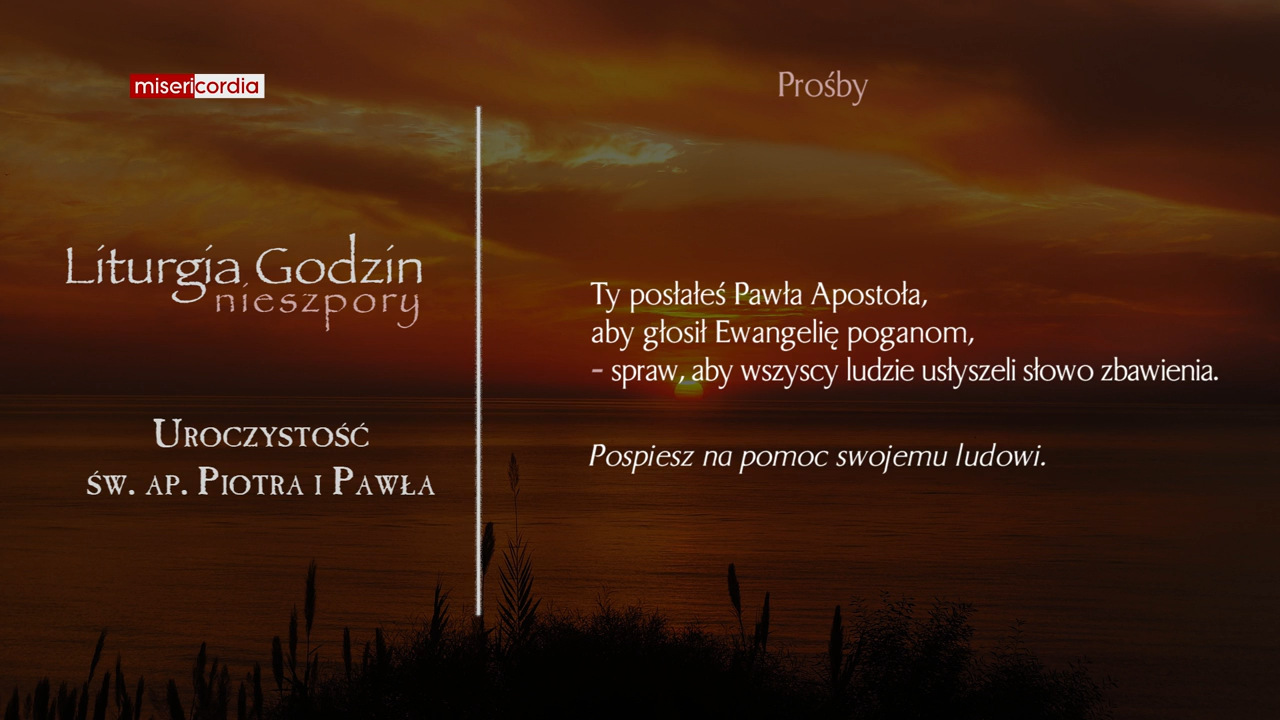 misericordia
Prośby
Liturgia Godzin
nieszpory
Uroczystość
św. ap. Piotra i Pawła
Ty posłałeś Pawła Apostoła,
aby głosił Ewangelię poganom,
- spraw, aby wszyscy ludzie usłyszeli słowo zbawienia.
Pospiesz na pomoc swojemu ludowi.